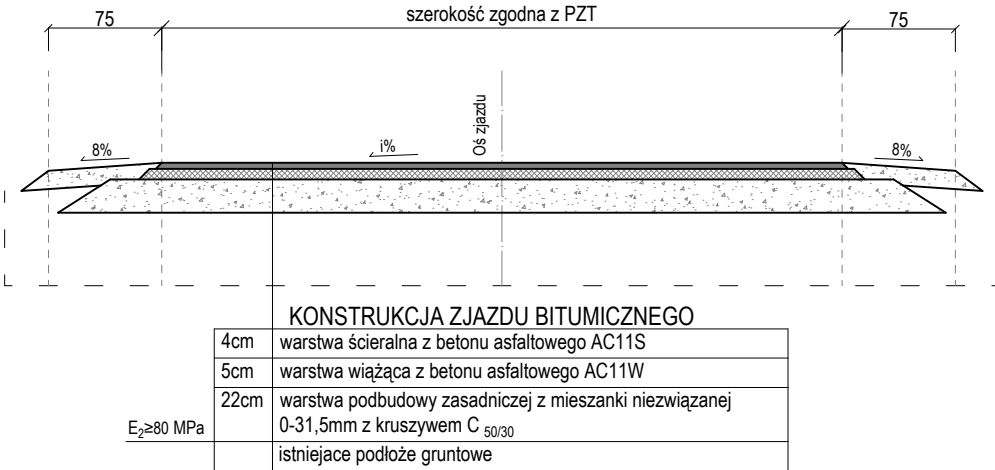 75
szerokość zgodna z PZT
75
8%
i%
Oś zjazdu
8%
KONSTRUKCJA ZJAZDU BITUMICZNEGO
4cm warstwa ścieralna z betonu asfaltowego AC11S
5cm warstwa wiążąca z betonu asfaltowego AC11W
22cm warstwa podbudowy zasadniczej z mieszanki niezwiązanej
0-31,5mm z kruszywem C 50/30
E2≥80 MPa
istniejace podłoże gruntowe